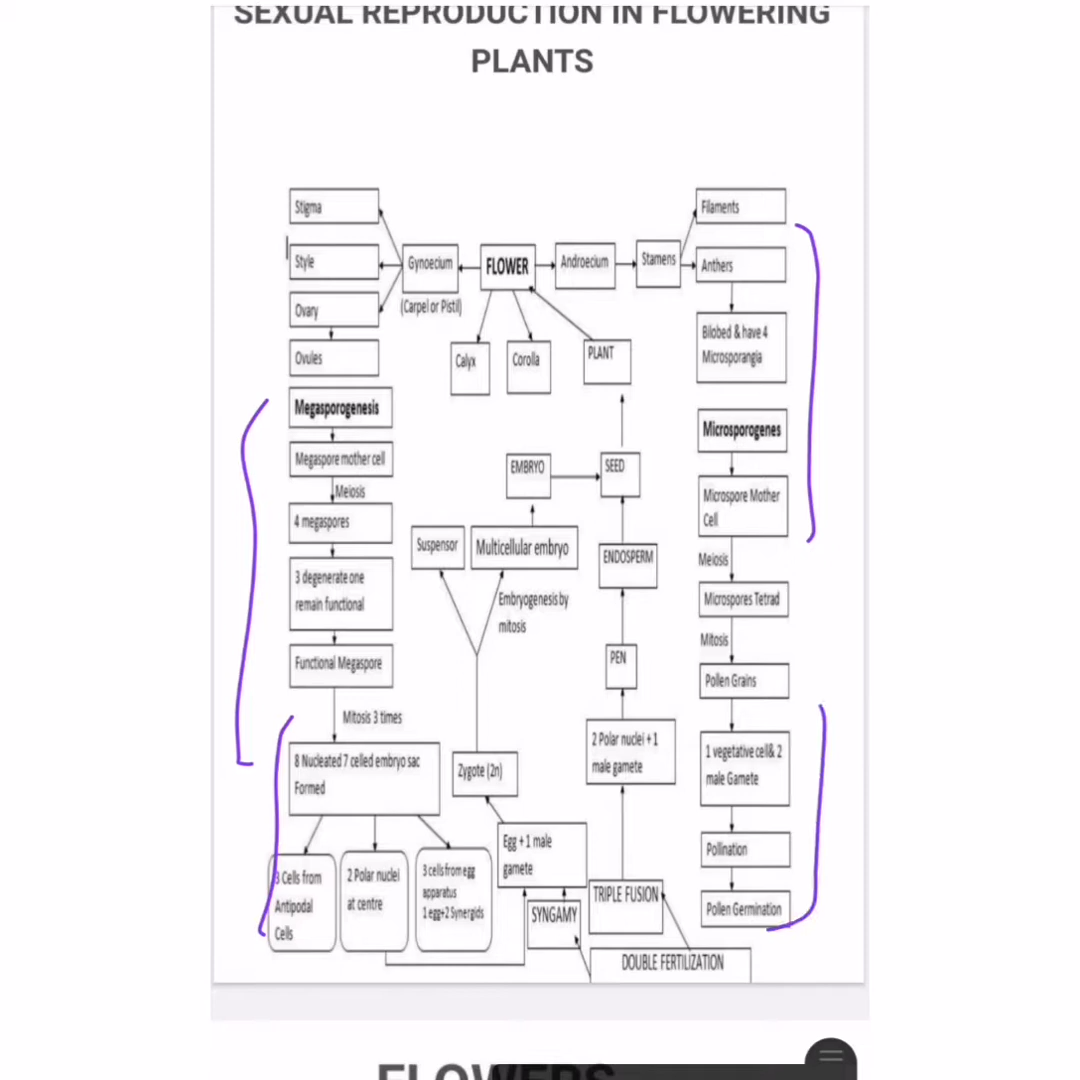 SEXUAL REPRODUCTION IN FLOWERING
PLANTS
Stigma
Style
Ovary
Ovules
Gynoecium
(Carpel or Pistil)
FLOWER
Androecium
Stamens
Filaments
Anthers
Bilobed & have 4
Microsporangia
Calyx
Corolla
PLANT
Megasporogenesis
Megaspore mother cell
Meiosis
4 megaspores
3 degenerate one
remain functional
Functional Megaspore
Mitosis 3 times
8 Nucleated 7 celled embryo sac
Formed
3 Cells from
Antipodal
Cells
2 Polar nuclei
at centre
3 cells from egg
apparatus
1 egg+2 Synergids
EMBRYO
SEED
Suspensor
Multicellular embryo
Embryogenesis by
mitosis
ENDOSPERM
PEN
2 Polar nuclei + 1
male gamete
Zygote (2n)
Egg + 1 male
gamete
SYNGAMY
TRIPLE FUSION
DOUBLE FERTILIZATION
Microsporogenes
Microspore Mother
Cell
Meiosis
Microspores Tetrad
Mitosis
Pollen Grains
1 vegetative cell& 2
male Gamete
Pollination
Pollen Germination
FLOWERS